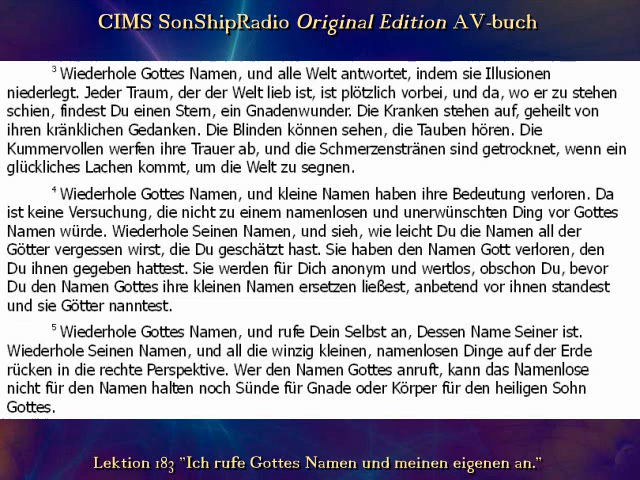 CIMS SonShipRadio Original Edition AV-buch
3 Wiederhole Gottes Namen, und alle Welt antwortet, indem sie Illusionen
niederlegt. Jeder Traum, der der Welt lieb ist, ist plötzlich vorbei, und da, wo er zu stehen
schien, findest Du einen Stern, ein Gnadenwunder. Die Kranken stehen auf, geheilt von
ihren kränklichen Gedanken. Die Blinden können sehen, die Tauben hören. Die
Kummervollen werfen ihre Trauer ab, und die Schmerzenstränen sind getrocknet, wenn ein
glückliches Lachen kommt, um die Welt zu segnen.
4 Wiederhole Gottes Namen, und kleine Namen haben ihre Bedeutung verloren. Da
ist keine Versuchung, die nicht zu einem namenlosen und unerwünschten Ding vor Gottes
Namen würde. Wiederhole Seinen Namen, und sieh, wie leicht Du die Namen all der
Götter vergessen wirst, die Du geschätzt hast. Sie haben den Namen Gott verloren, den
Du ihnen gegeben hattest. Sie werden für Dich anonym und wertlos, obschon Du, bevor
Du den Namen Gottes ihre kleinen Namen ersetzen ließest, anbetend vor ihnen standest
und sie Götter nanntest.
5 Wiederhole Gottes Namen, und rufe Dein Selbst an, Dessen Name Seiner ist.
Wiederhole Seinen Namen, und all die winzig kleinen, namenlosen Dinge auf der Erde
rücken in die rechte Perspektive. Wer den Namen Gottes anruft, kann das Namenlose
nicht für den Namen halten noch Sünde für Gnade oder Körper für den heiligen Sohn
Gottes.
Lektion 183 "Ich rufe Gottes Namen und meinen eigenen an."